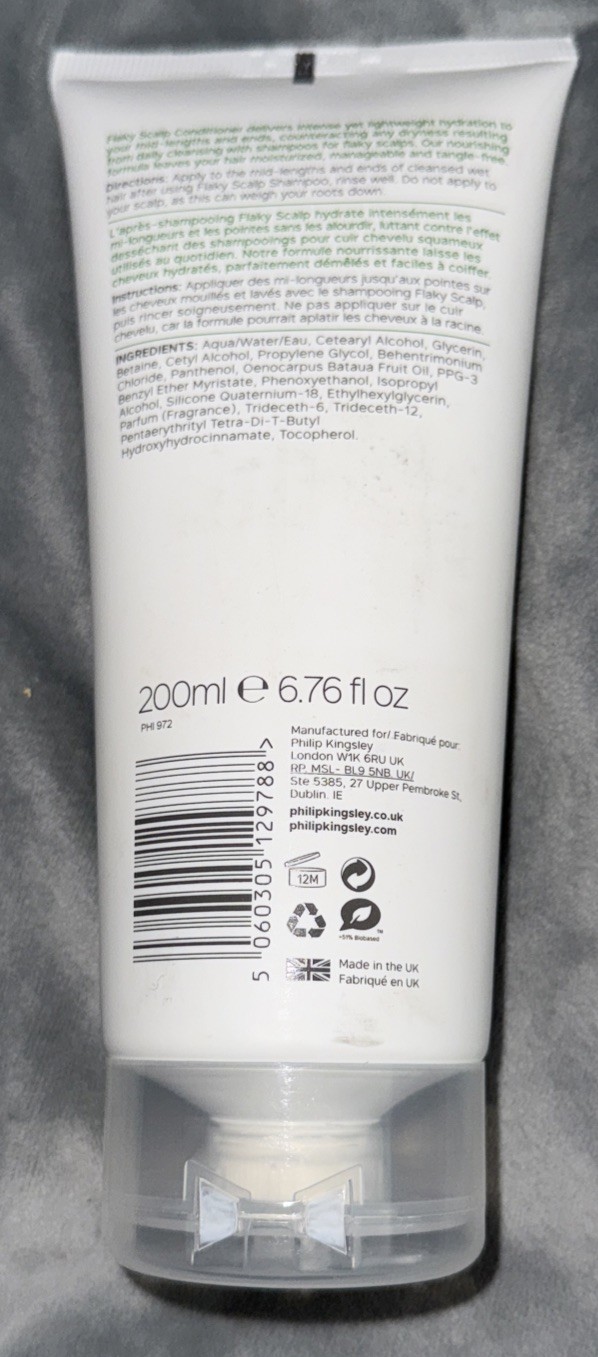 Flaky Scalp Conditioner delivers intense yet lightweight hydration to
your mid-lengths and ends, counteracting any dryness resulting
from daily cleansing with shampoos for flaky scalps. Our nourishing
formula leaves your hair moisturized, manageable and tangle-free.
Directions: Apply to the mid-lengths and ends of cleansed wet
hair after using Flaky Scalp Shampoo, rinse well. Do not apply to
your scalp, as this can weigh your roots down.
L'après-shampooing Flaky Scalp hydrate intensément les
mi-longueurs et les pointes sans les alourdir, luttant contre l'effet
desséchant des shampooings pour cuir chevelu squameux
utilisés au quotidien. Notre formule nourrissante laisse les
cheveux hydratés, parfaitement démêlés et faciles à coiffer.
Instructions: Appliquer des mi-longueurs jusqu'aux pointes sur
les cheveux mouillés et lavés avec le shampooing Flaky Scalp,
puis rincer soigneusement. Ne pas appliquer sur le cuir
chevelu, car la formule pourrait aplatir les cheveux à la racine.
INGREDIENTS: Aqua/Water/Eau, Cetearyl Alcohol, Glycerin,
Betaine, Cetyl Alcohol, Propylene Glycol, Behentrimonium
Chloride, Panthenol, Oenocarpus Bataua Fruit Oil, PPG-3
Benzyl Ether Myristate, Phenoxyethanol, Isopropyl
Alcohol, Silicone Quaternium-18, Ethylhexylglycerin,
Parfum (Fragrance), Trideceth-6, Trideceth-12,
Pentaerythrityl Tetra-Di-T-Butyl
Hydroxyhydrocinnamate, Tocopherol.
200ml e 6.76 fl oz
PHI 972
Manufactured for/ Fabriqué pour:
Philip Kingsley
London W1K 6RU UK
RP. MSL- BL9 5NB. UK/
Ste 5385, 27 Upper Pembroke St,
Dublin. IE
philipkingsley.co.uk
philipkingsley.com
5 060305 129788 >
12M
>51% Biobased
TM
Made in the UK
Fabriqué en UK